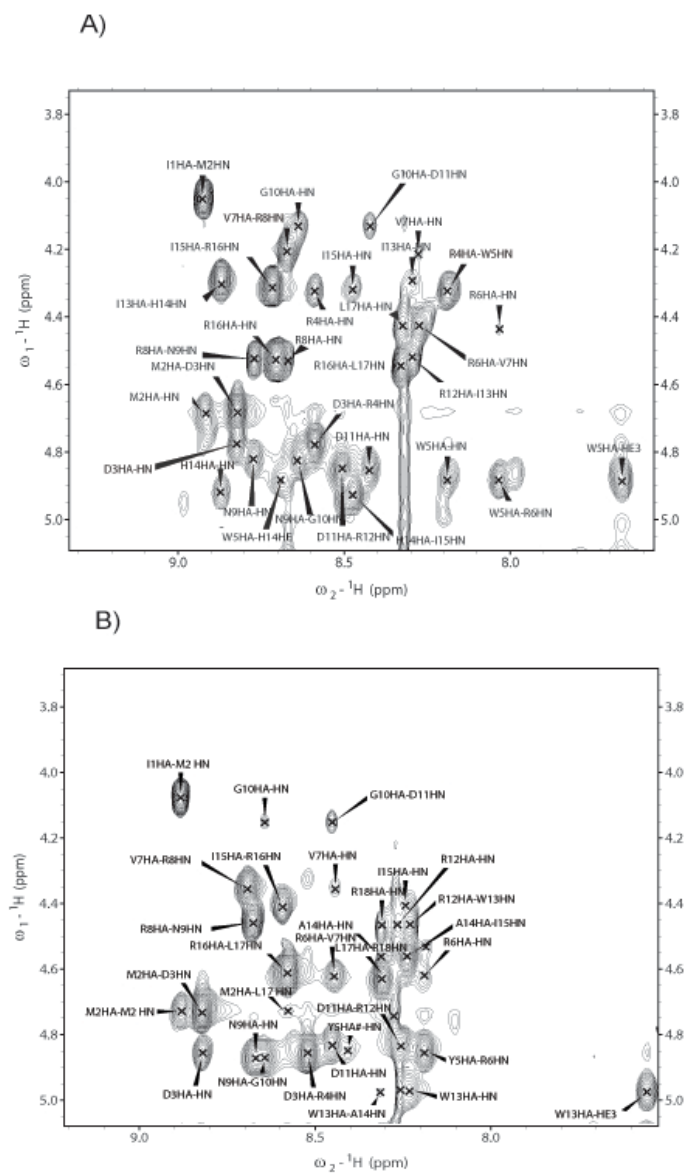 A)
3.8
3.8
I1HA-M2HN
4.0
4.0
G10HA-HN
G10HA-D11HN
V7HA-R8HN
V7HA-HN
4.2
4.2
I15HA-R16HN
I15HA-HN
I13HA-HN
R4HA-W5HN
I13HA-H14HN
R4HA-HN
L17HA-HN
R6HA-HN
4.4
4.4
R16HA-HN
R8HA-HN
R8HA-N9HN
R16HA-L17HN
R6HA-V7HN
M2HA-D3HN
R12HA-I13HN
4.6
4.6
M2HA-HN
D3HA-R4HN
D11HA-HN
W5HA-HN
W5HA-HE3
4.8
4.8
D3HA-HN
H14HA-HN
N9HA-HN
N9HA-G10HN
W5HA-R6HN
5.0
5.0
W5HA-H14HE
D11HA-R12HN
H14HA-I15HN
9.0
8.5
8.0
ω1 - 1H (ppm)
ω2 - 1H (ppm)
B)
3.8
3.8
I1HA-M2 HN
4.0
4.0
G10HA-HN
G10HA-D11HN
4.2
4.2
V7HA-R8HN
I15HA-R16HN
V7HA-HN
I15HA-HN
R12HA-HN
R18HA-HN
R12HA-W13HN
4.4
4.4
R8HA-N9HN
A14HA-HN
A14HA-I15HN
R16HA-L17HN
R6HA-V7HN
L17HA-R18HN
R6HA-HN
4.6
4.6
M2HA-D3HN
M2HA-L17HN
M2HA-M2 HN
D11HA-R12HN
N9HA-HN
Y5HA#-HN
4.8
4.8
D3HA-HN
N9HA-G10HN
D3HA-R4HN
D11HA-HN
Y5HA-R6HN
W13HA-A14HN
W13HA-HN
W13HA-HE3
5.0
5.0
9.0
8.5
8.0
ω1 - 1H (ppm)
ω2 - 1H (ppm)